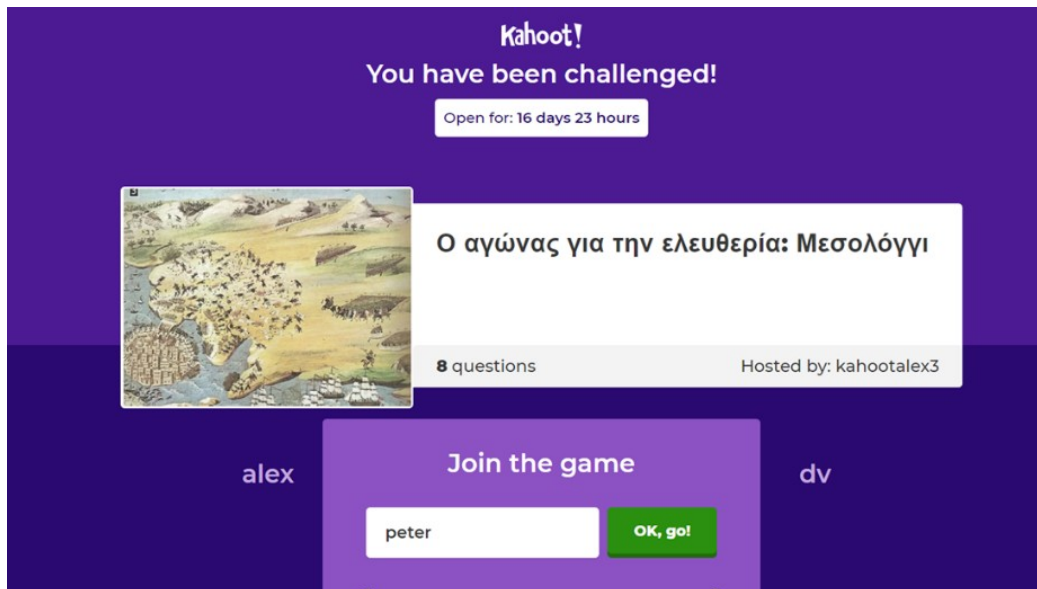 Kahoot!
You have been challenged!
Open for: 16 days 23 hours
3
Ο αγώνας για την ελευθερία: Μεσολόγγι
8 questions
Hosted by: kahootalex3
alex
Join the game
dv
peter
OK, go!